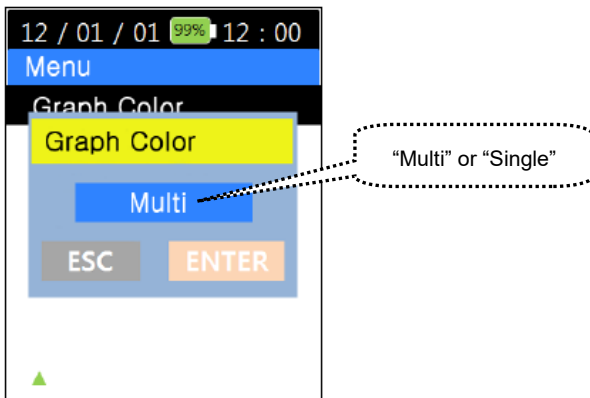 12 / 01 / 01 99% 12 : 00
Menu
Graph Color
Graph Color
Multi
ESC ENTER
“Multi” or “Single”